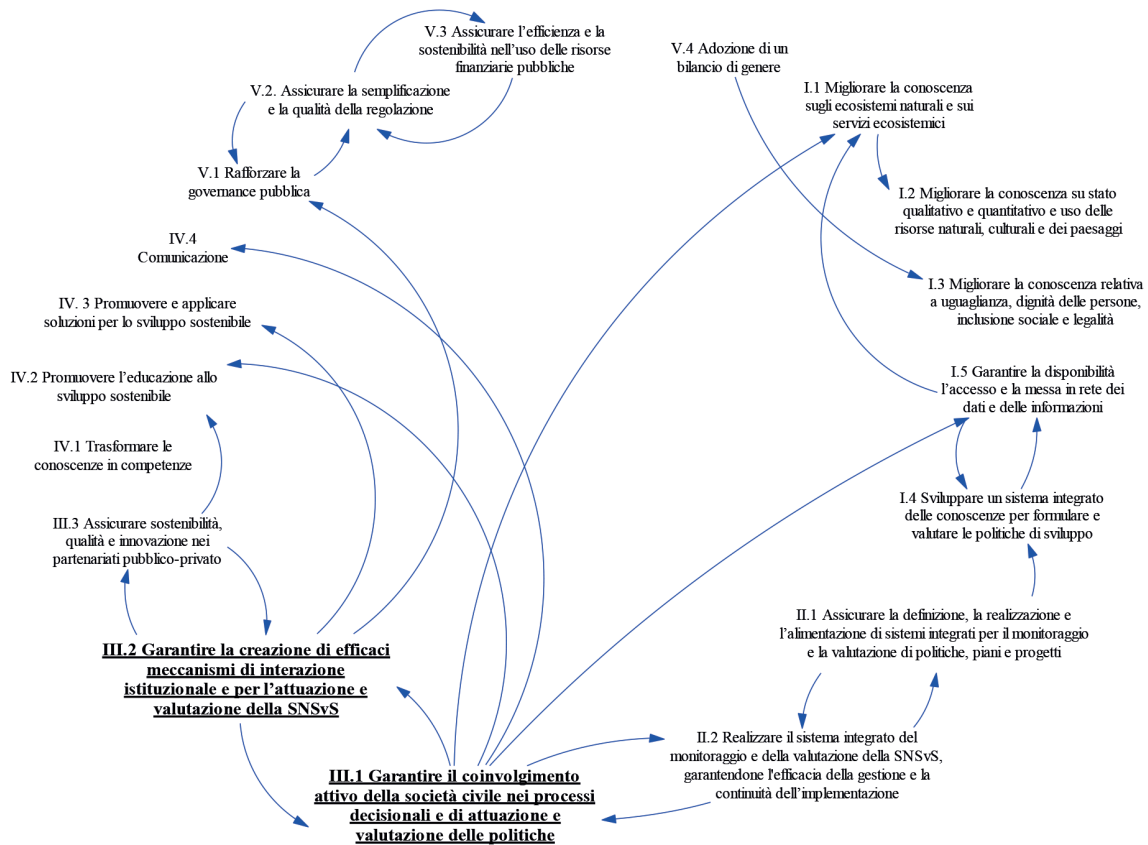 V.3 Assicurare l’efficienza e la
sostenibilità nell’uso delle risorse
finanziarie pubbliche
V.2. Assicurare la semplificazione
e la qualità della regolazione
V.1 Rafforzare la
governance pubblica
IV.4
Comunicazione
IV. 3 Promuovere e applicare
soluzioni per lo sviluppo sostenibile
IV.2 Promuovere l’educazione allo
sviluppo sostenibile
IV.1 Trasformare le
conoscenze in competenze
III.3 Assicurare sostenibilità,
qualità e innovazione nei
partenariati pubblico-privato
III.2 Garantire la creazione di efficaci
meccanismi di interazione
istituzionale e per l’attuazione e
valutazione della SNSvS
III.1 Garantire il coinvolgimento
attivo della società civile nei processi
decisionali e di attuazione e
valutazione delle politiche
V.4 Adozione di un
bilancio di genere
I.1 Migliorare la conoscenza
sugli ecosistemi naturali e sui
servizi ecosistemici
I.2 Migliorare la conoscenza su stato
qualitativo e quantitativo e uso delle
risorse naturali, culturali e dei paesaggi
I.3 Migliorare la conoscenza relativa
a uguaglianza, dignità delle persone,
inclusione sociale e legalità
I.5 Garantire la disponibilità
l’accesso e la messa in rete dei
dati e delle informazioni
I.4 Sviluppare un sistema integrato
delle conoscenze per formulare e
valutare le politiche di sviluppo
II.1 Assicurare la definizione, la realizzazione e
l’alimentazione di sistemi integrati per il monitoraggio
e la valutazione di politiche, piani e progetti
II.2 Realizzare il sistema integrato del
monitoraggio e della valutazione della SNSvS,
garantendone l'efficacia della gestione e la
continuità dell’implementazione